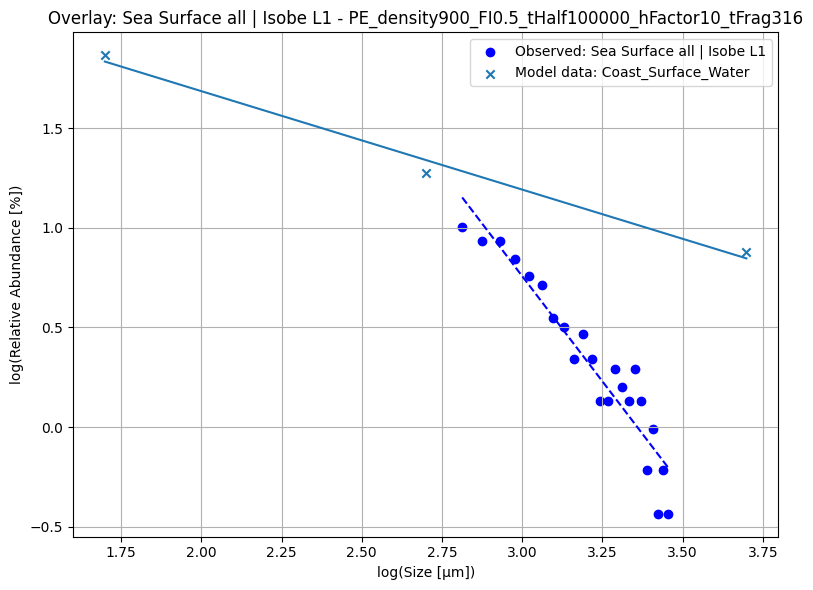 Overlay: Sea Surface all | Isobe L1 - PE_density900_FI0.5_tHalf100000_hFactor10_tFrag316
Observed: Sea Surface all | Isobe L1
Model data: Coast_Surface_Water
log(Relative Abundance [%])
1.5
1.0
0.5
0.0
−0.5
1.75 2.00 2.25 2.50 2.75 3.00 3.25 3.50 3.75
log(Size [μm])